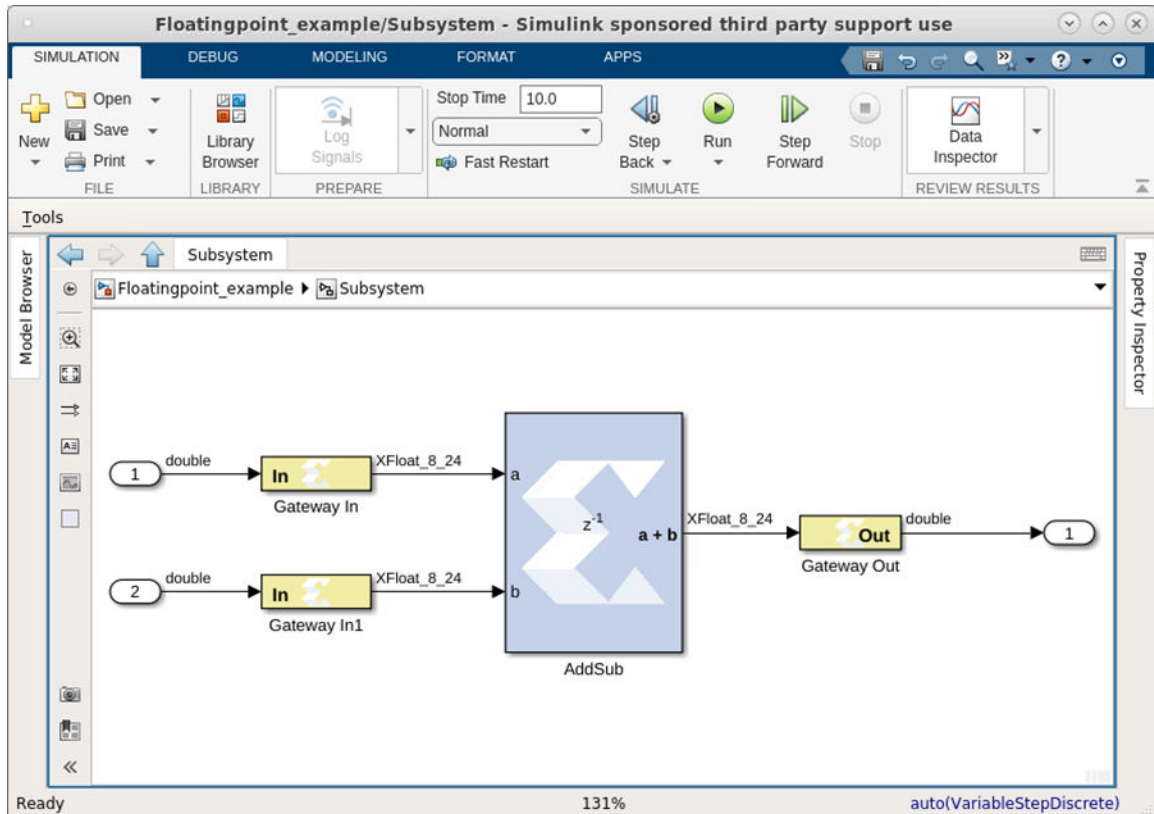 Floatingpoint_example/Subsystem - Simulink sponsored third party support use
SIMULATION DEBUG MODELING FORMAT APPS
New
Open
Save
Print
FILE
Library
Browser
LIBRARY
Log
Signals
PREPARE
Stop Time 10.0
Normal
Fast Restart
Step
Back
Run
Step
Forward
Stop
SIMULATE
Data
Inspector
REVIEW RESULTS
Tools
Model Browser
Subsystem
Floatingpoint_example Subsystem
Property Inspector
1
double
In
Gateway In
XFloat_8_24
2
double
In
Gateway In1
XFloat_8_24
a
b
z-1
a + b
AddSub
XFloat_8_24
Out
Gateway Out
double
1
Ready 131% auto(VariableStepDiscrete)